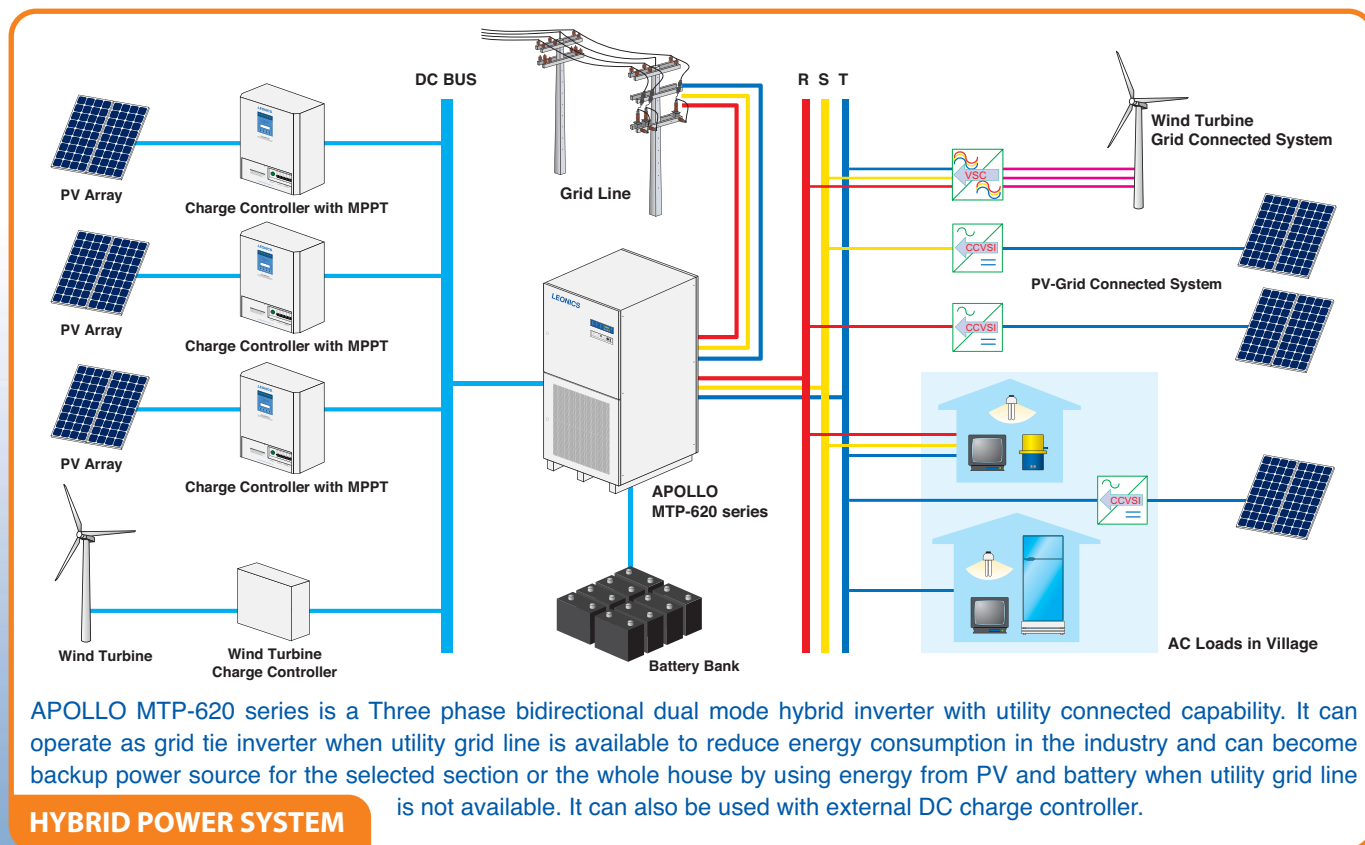 DC BUS
R S T
Grid Line
PV Array
LEONICS
Charge Controller with MPPT
PV Array
LEONICS
Charge Controller with MPPT
PV Array
LEONICS
Charge Controller with MPPT
Wind Turbine
Wind Turbine
Charge Controller
LEONICS
APOLLO
MTP-620 series
Battery Bank
VSC
Wind Turbine
Grid Connected System
CCVSI
PV-Grid Connected System
CCVSI
CCVSI
AC Loads in Village
APOLLO MTP-620 series is a Three phase bidirectional dual mode hybrid inverter with utility connected capability. It can
operate as grid tie inverter when utility grid line is available to reduce energy consumption in the industry and can become
backup power source for the selected section or the whole house by using energy from PV and battery when utility grid line
is not available. It can also be used with external DC charge controller.
HYBRID POWER SYSTEM